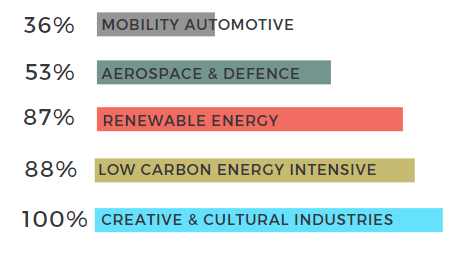 36% MOBILITY AUTOMOTIVE
53% AEROSPACE & DEFENCE
87% RENEWABLE ENERGY
88% LOW CARBON ENERGY INTENSIVE
100% CREATIVE & CULTURAL INDUSTRIES